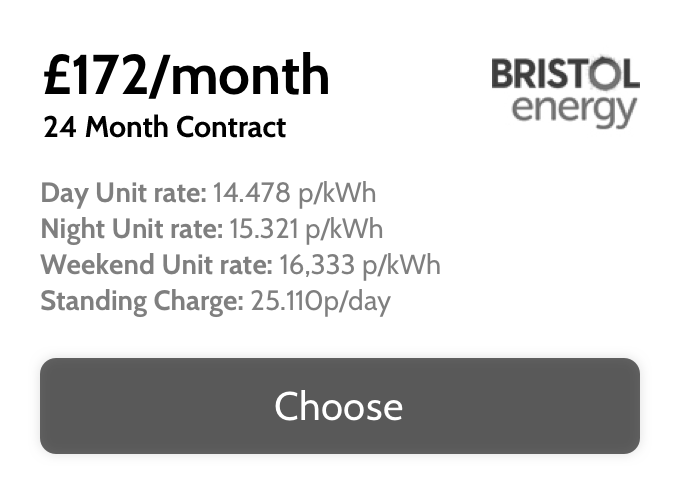 £172/month
24 Month Contract
BRISTOL
energy
Day Unit rate: 14.478 p/kWh
Night Unit rate: 15.321 p/kWh
Weekend Unit rate: 16,333 p/kWh
Standing Charge: 25.110p/day
Choose